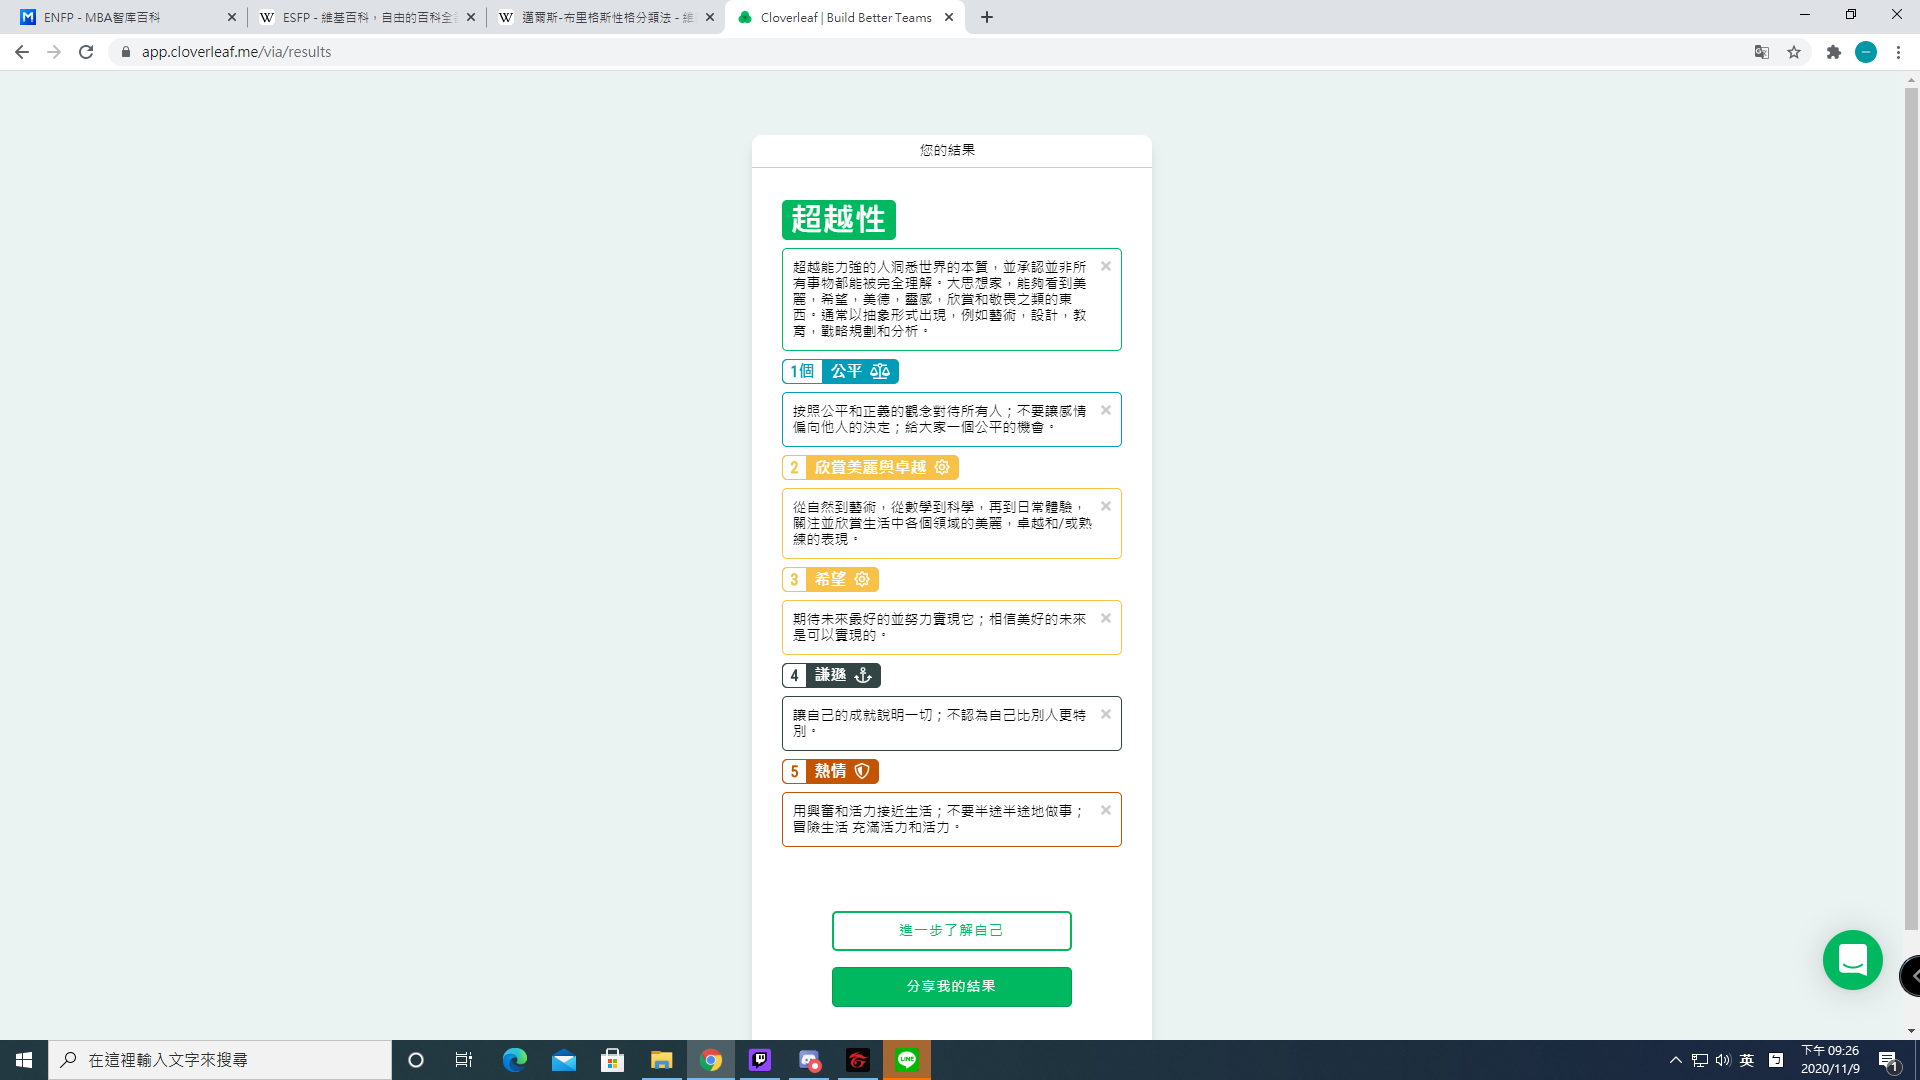 ENFP - MBA智库百科
ESFP - 維基百科，自由的百科全
邁爾斯-布里格斯性格分類法 - 維
Cloverleaf | Build Better Teams
app.cloverleaf.me/via/results
您的結果
超越性
超越能力強的人洞悉世界的本質，並承認並非所
有事物都能被完全理解。大思想家，能夠看到美
麗，希望，美德，靈感，欣賞和敬畏之類的東
西。通常以抽象形式出現，例如藝術，設計，教
育，戰略規劃和分析。
1個 公平
按照公平和正義的觀念對待所有人；不要讓感情
偏向他人的決定；給大家一個公平的機會。
2 欣賞美麗與卓越
從自然到藝術，從數學到科學，再到日常體驗，
關注並欣賞生活中各個領域的美麗，卓越和/或熟
練的表現。
3 希望
期待未來最好的並努力實現它；相信美好的未來
是可以實現的。
4 謙遜
讓自己的成就說明一切；不認為自己比別人更特
別。
5 熱情
用興奮和活力接近生活；不要半途半途地做事；
冒險生活 充滿活力和活力。
進一步了解自己
分享我的結果
在這裡輸入文字來搜尋
LINE
英
下午 09:26
2020/11/9
1